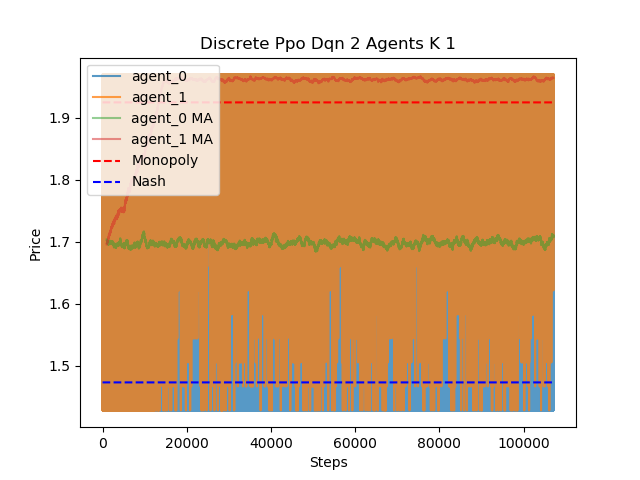 Discrete Ppo Dqn 2 Agents K 1
agent_0
agent_1
agent_0 MA
agent_1 MA
Monopoly
Nash
Price
1.9
1.8
1.7
1.6
1.5
0
20000
40000
60000
80000
100000
Steps